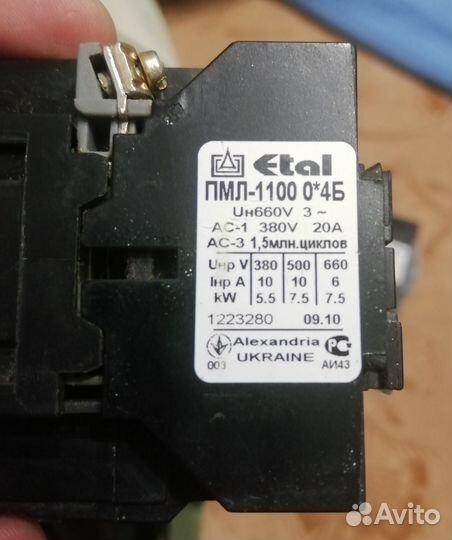 Etal
ПМЛ-1100 0*4Б
Uн660V 3~
AC-1 380V 20A
AC-3 1,5млн.циклов
Uнр V 380 500 660
Iнр A 10 10 6
kW 5.5 7.5 7.5
1223280 09.10
Alexandria PC
003 UKRAINE АИ43
Avito